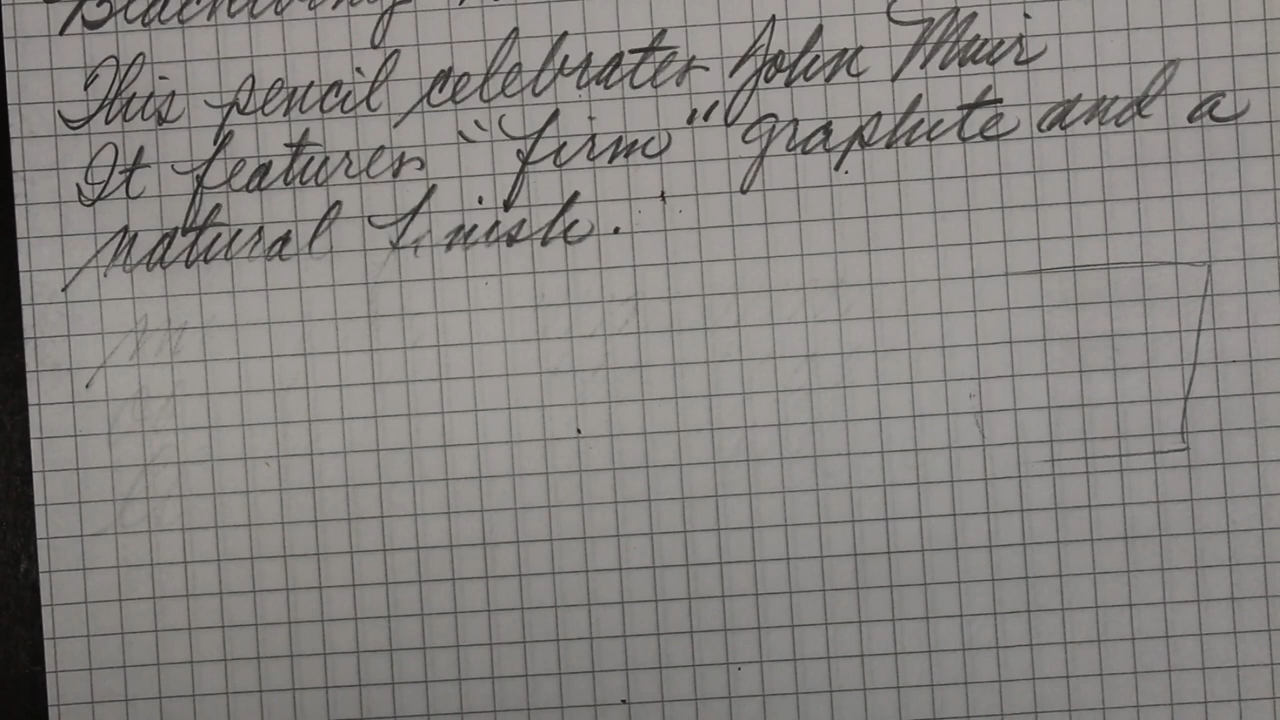 This pencil celebrates John Muir
It features "firm" graphite and a
natural finish.